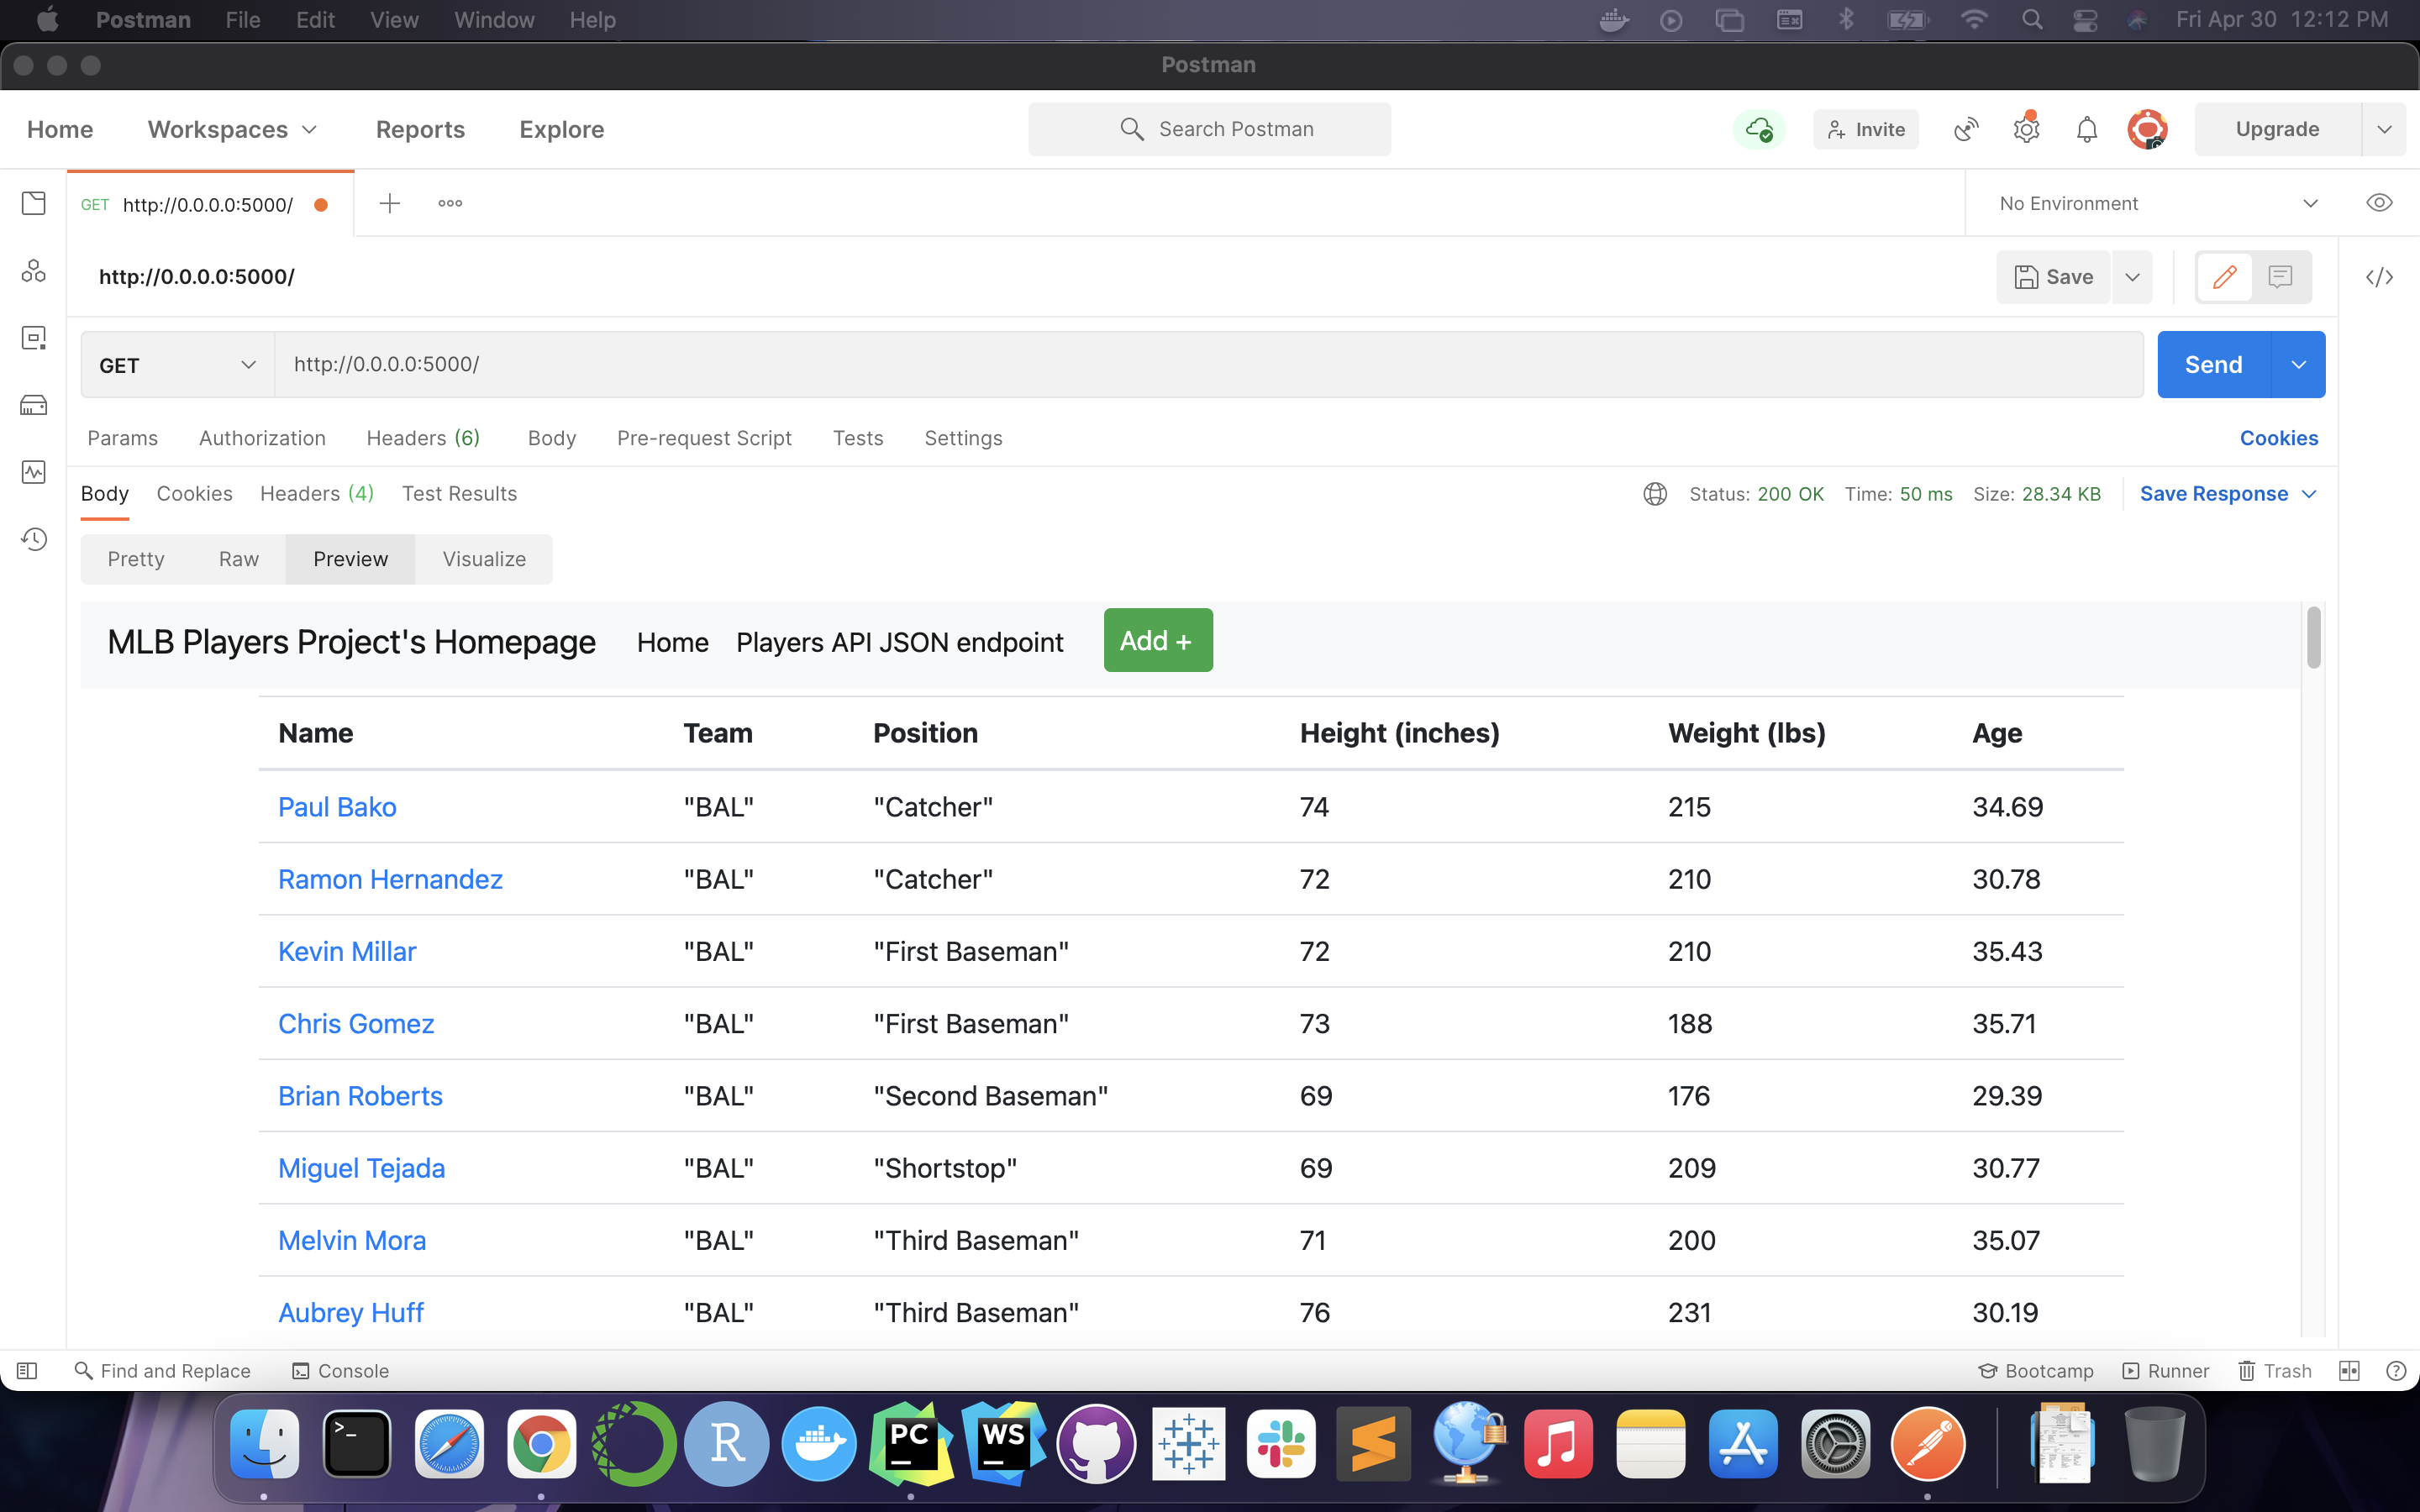 Postman File Edit View Window Help Fri Apr 30 12:12 PM
Postman
Home Workspaces Reports Explore Search Postman Invite Upgrade
GET http://0.0.0.0:5000/ No Environment
http://0.0.0.0:5000/ Save
GET http://0.0.0.0:5000/ Send
Params Authorization Headers (6) Body Pre-request Script Tests Settings Cookies
Body Cookies Headers (4) Test Results Status: 200 OK Time: 50 ms Size: 28.34 KB Save Response
Pretty Raw Preview Visualize
MLB Players Project's Homepage Home Players API JSON endpoint Add +
Name Team Position Height (inches) Weight (lbs) Age
Paul Bako "BAL" "Catcher" 74 215 34.69
Ramon Hernandez "BAL" "Catcher" 72 210 30.78
Kevin Millar "BAL" "First Baseman" 72 210 35.43
Chris Gomez "BAL" "First Baseman" 73 188 35.71
Brian Roberts "BAL" "Second Baseman" 69 176 29.39
Miguel Tejada "BAL" "Shortstop" 69 209 30.77
Melvin Mora "BAL" "Third Baseman" 71 200 35.07
Aubrey Huff "BAL" "Third Baseman" 76 231 30.19
Find and Replace Console Bootcamp Runner Trash
>_ R PC WS